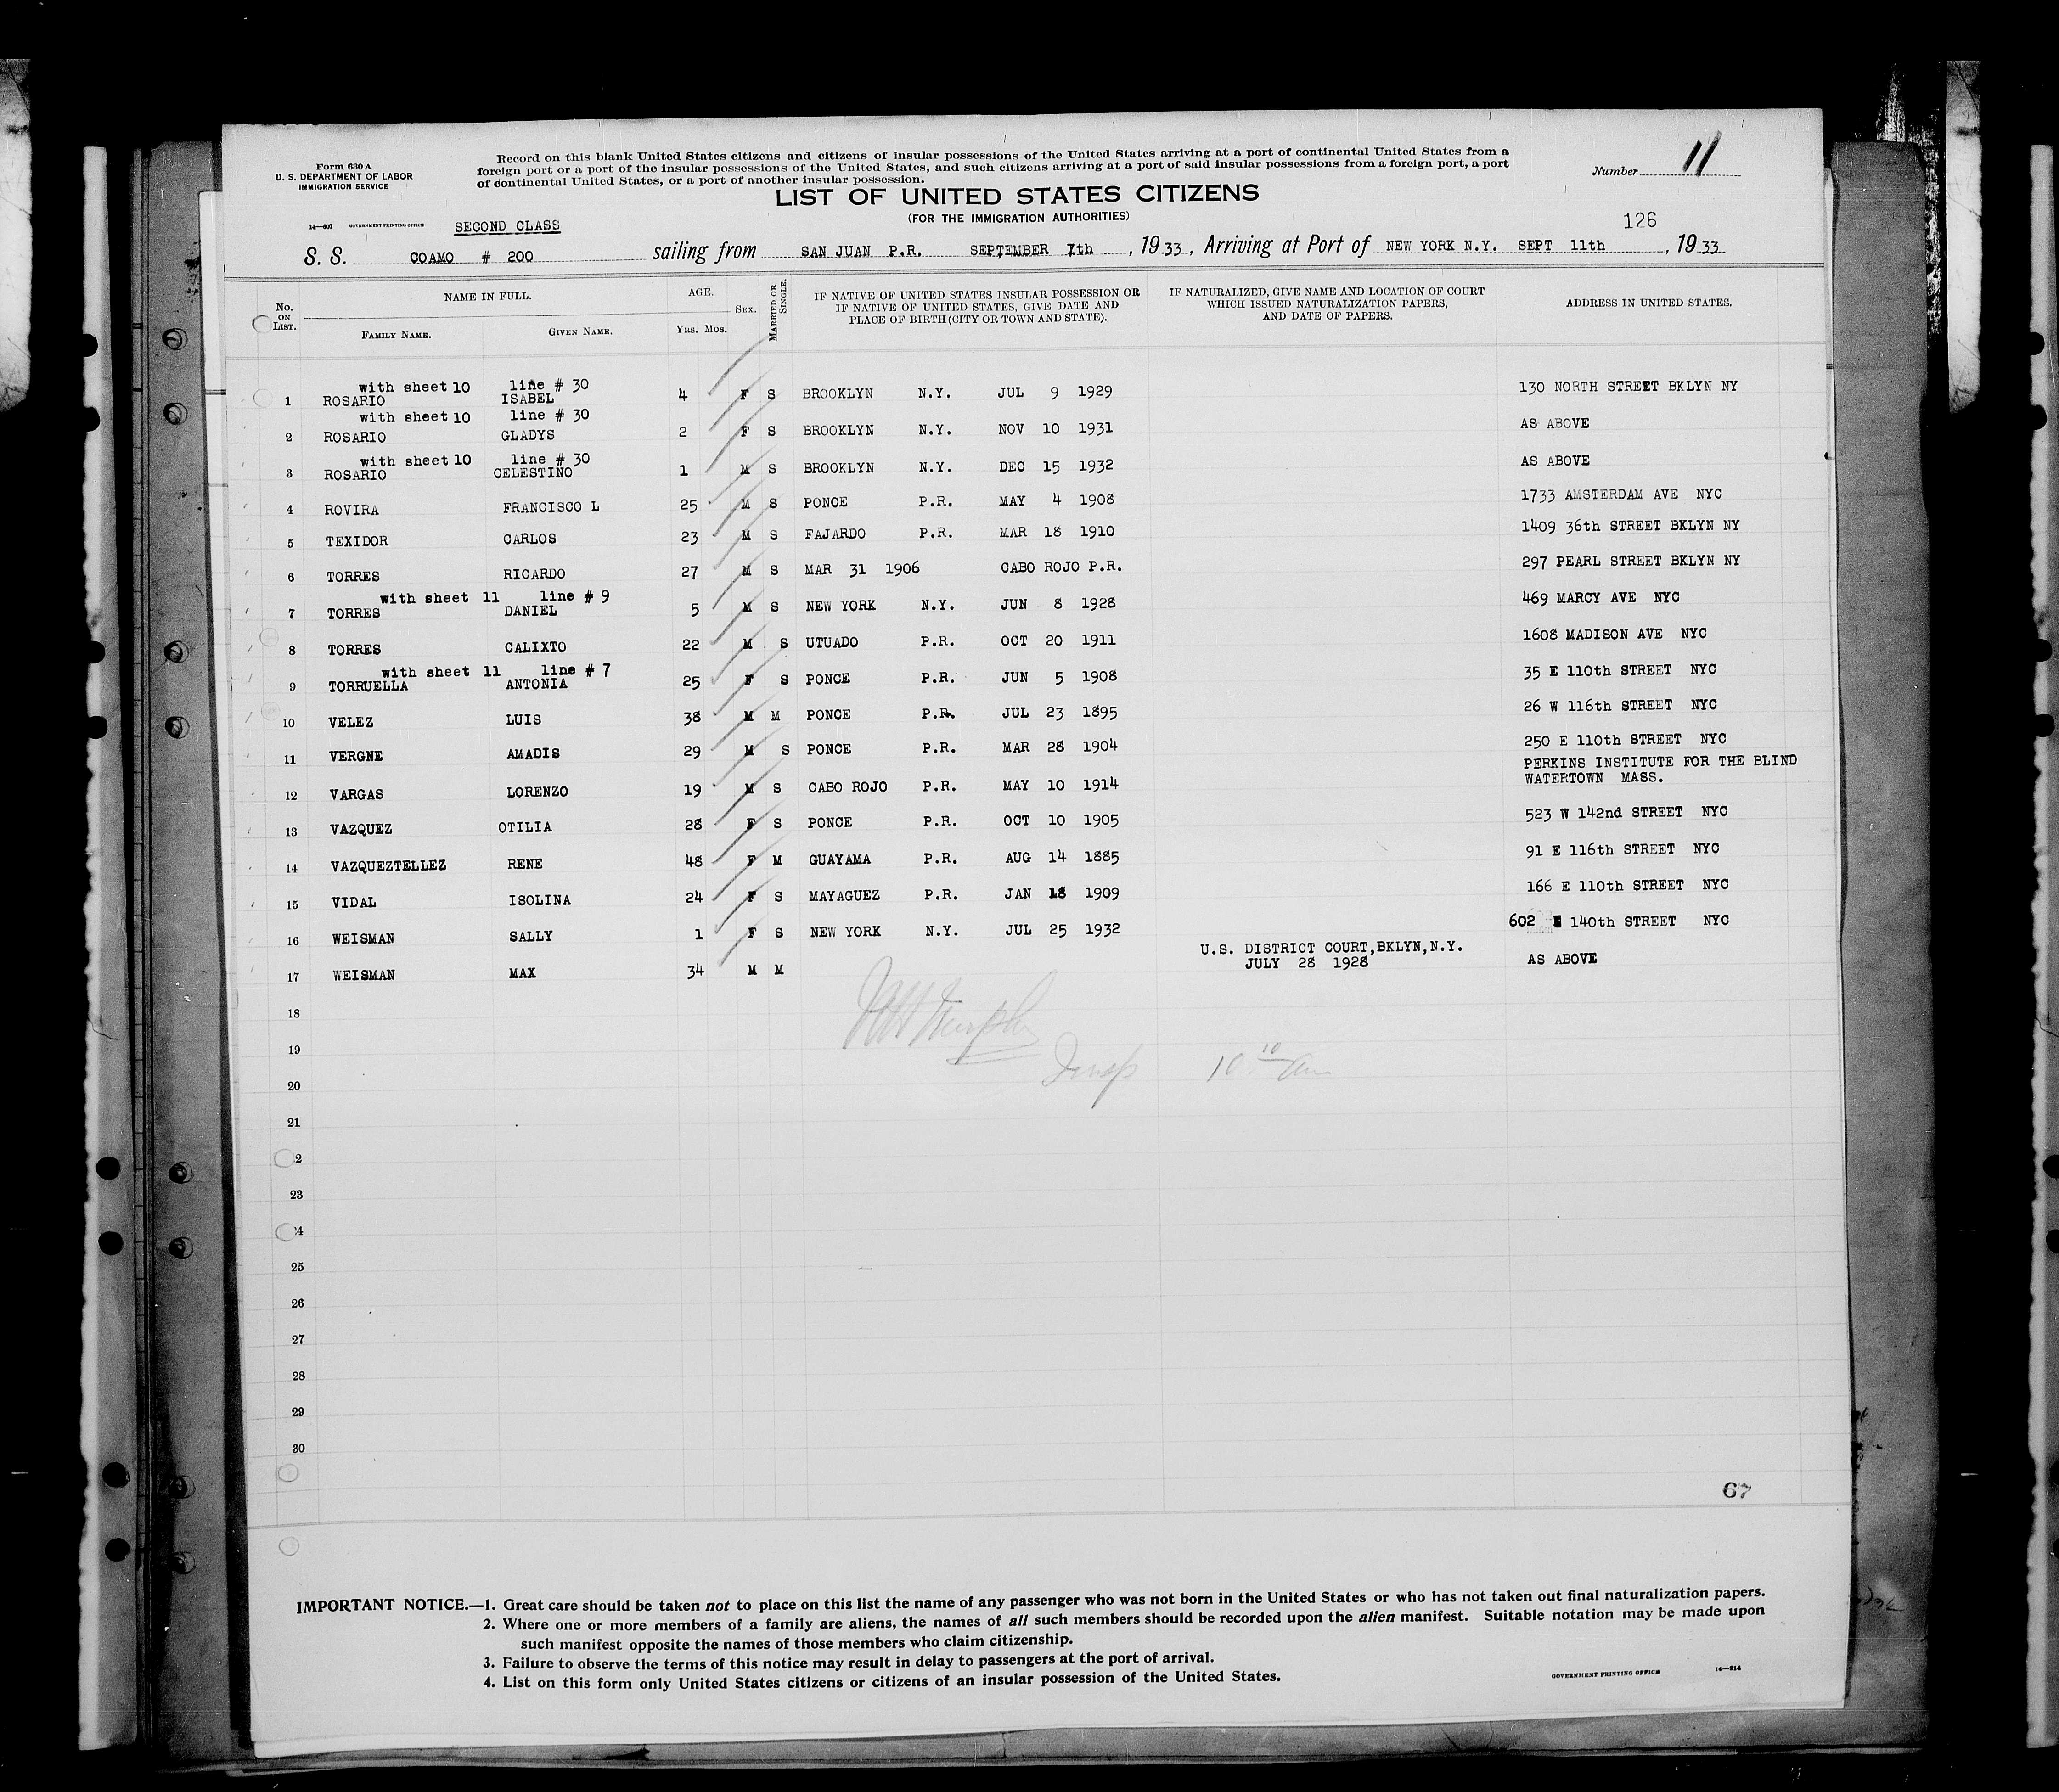 Form 630 A
U. S. DEPARTMENT OF LABOR
IMMIGRATION SERVICE
Record on this blank United States citizens and citizens of insular possessions of the United States arriving at a port of continental United States from a
foreign port or a port of the insular possessions of the United States, and such citizens arriving at a port of said insular possessions from a foreign port, a port
of continental United States, or a port of another insular possession.
Number 11
LIST OF UNITED STATES CITIZENS
(FOR THE IMMIGRATION AUTHORITIES)
14—607 GOVERNMENT PRINTING OFFICE
SECOND CLASS
126
S. S. COAMO # 200 sailing from SAN JUAN P.R. SEPTEMBER 7th, 1933, Arriving at Port of NEW YORK N.Y. SEPT 11th, 1933
No. ON LIST.
NAME IN FULL.
FAMILY NAME. GIVEN NAME.
AGE.
YRS. MOS.
SEX.
MARRIED OR SINGLE.
IF NATIVE OF UNITED STATES INSULAR POSSESSION OR
IF NATIVE OF UNITED STATES, GIVE DATE AND
PLACE OF BIRTH (CITY OR TOWN AND STATE).
IF NATURALIZED, GIVE NAME AND LOCATION OF COURT
WHICH ISSUED NATURALIZATION PAPERS,
AND DATE OF PAPERS.
ADDRESS IN UNITED STATES.
with sheet 10 line # 30
1 ROSARIO ISABEL 4 F S BROOKLYN N.Y. JUL 9 1929 130 NORTH STREET BKLYN NY
with sheet 10 line # 30
2 ROSARIO GLADYS 2 F S BROOKLYN N.Y. NOV 10 1931 AS ABOVE
with sheet 10 line # 30
3 ROSARIO CELESTINO 1 M S BROOKLYN N.Y. DEC 15 1932 AS ABOVE
4 ROVIRA FRANCISCO L 25 M S PONCE P.R. MAY 4 1908 1733 AMSTERDAM AVE NYC
5 TEXIDOR CARLOS 23 M S FAJARDO P.R. MAR 18 1910 1409 36th STREET BKLYN NY
6 TORRES RICARDO 27 M S MAR 31 1906 CABO ROJO P.R. 297 PEARL STREET BKLYN NY
with sheet 11 line # 9
7 TORRES DANIEL 5 M S NEW YORK N.Y. JUN 8 1928 469 MARCY AVE NYC
8 TORRES CALIXTO 22 M S UTUADO P.R. OCT 20 1911 1608 MADISON AVE NYC
with sheet 11 line # 7
9 TORRUELLA ANTONIA 25 F S PONCE P.R. JUN 5 1908 35 E 110th STREET NYC
10 VELEZ LUIS 38 M M PONCE P.R. JUL 23 1895 26 W 116th STREET NYC
11 VERGNE AMADIS 29 M S PONCE P.R. MAR 28 1904 250 E 110th STREET NYC
PERKINS INSTITUTE FOR THE BLIND
12 VARGAS LORENZO 19 M S CABO ROJO P.R. MAY 10 1914 WATERTOWN MASS.
13 VAZQUEZ OTILIA 28 F S PONCE P.R. OCT 10 1905 523 W 142nd STREET NYC
14 VAZQUEZTELLEZ RENE 48 F M GUAYAMA P.R. AUG 14 1885 91 E 116th STREET NYC
15 VIDAL ISOLINA 24 F S MAYAGUEZ P.R. JAN 18 1909 166 E 110th STREET NYC
16 WEISMAN SALLY 1 F S NEW YORK N.Y. JUL 25 1932 602 E 140th STREET NYC
U.S. DISTRICT COURT,BKLYN,N.Y.
17 WEISMAN MAX 34 M M JULY 28 1928 AS ABOVE
18
19
Insp 10 10 am
20
21
2
23
4
25
26
27
28
29
30
67
IMPORTANT NOTICE.—1. Great care should be taken not to place on this list the name of any passenger who was not born in the United States or who has not taken out final naturalization papers.
2. Where one or more members of a family are aliens, the names of all such members should be recorded upon the alien manifest. Suitable notation may be made upon
such manifest opposite the names of those members who claim citizenship.
3. Failure to observe the terms of this notice may result in delay to passengers at the port of arrival.
4. List on this form only United States citizens or citizens of an insular possession of the United States.
GOVERNMENT PRINTING OFFICE 14—214